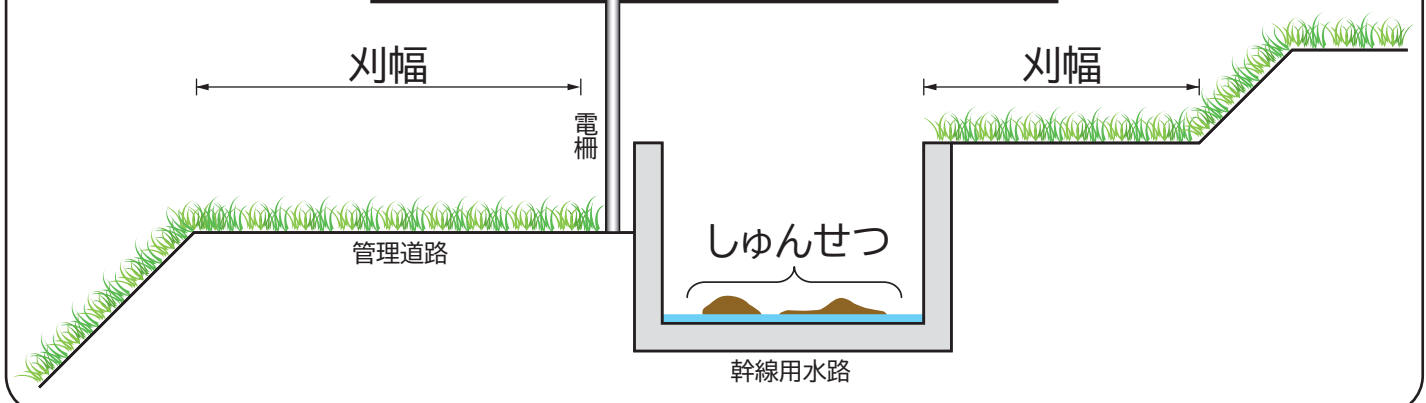 刈幅
刈幅
電柵
しゅんせつ
管理道路
幹線用水路